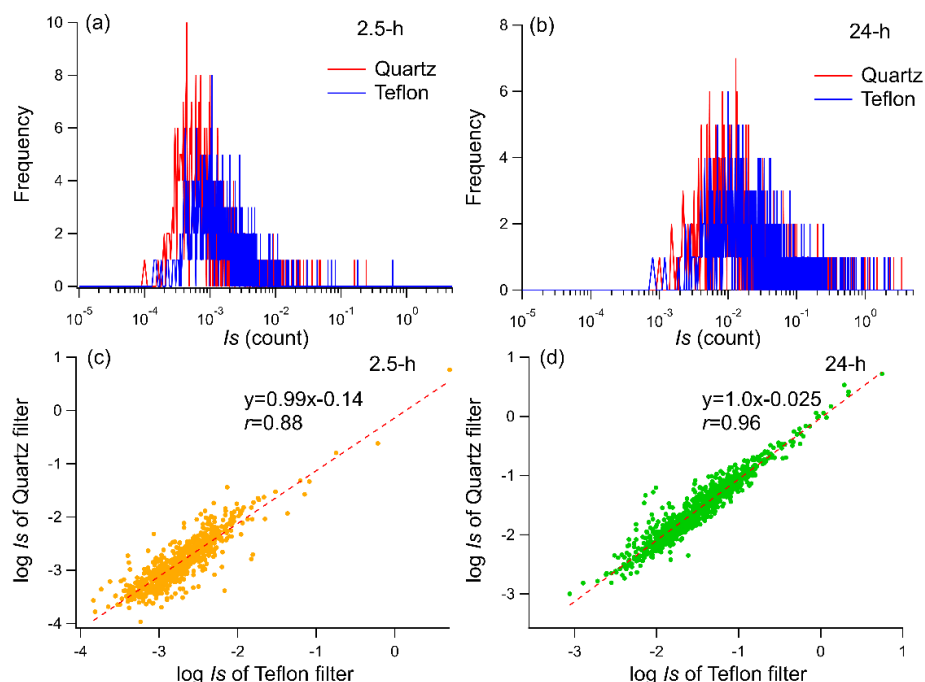 (a)
2.5-h
Quartz
Teflon
Frequency
10
8
6
4
2
0
10⁻⁵
10⁻⁴
10⁻³
10⁻²
10⁻¹
10⁰
Is (count)
(b)
24-h
Quartz
Teflon
Frequency
8
6
4
2
0
10⁻⁵
10⁻⁴
10⁻³
10⁻²
10⁻¹
10⁰
Is (count)
(c)
2.5-h
y=0.99x-0.14
r=0.88
log Is of Quartz filter
1
0
-1
-2
-3
-4
-4
-3
-2
-1
0
log Is of Teflon filter
(d)
24-h
y=1.0x-0.025
r=0.96
log Is of Quartz filter
1
0
-1
-2
-3
-3
-2
-1
0
1
log Is of Teflon filter